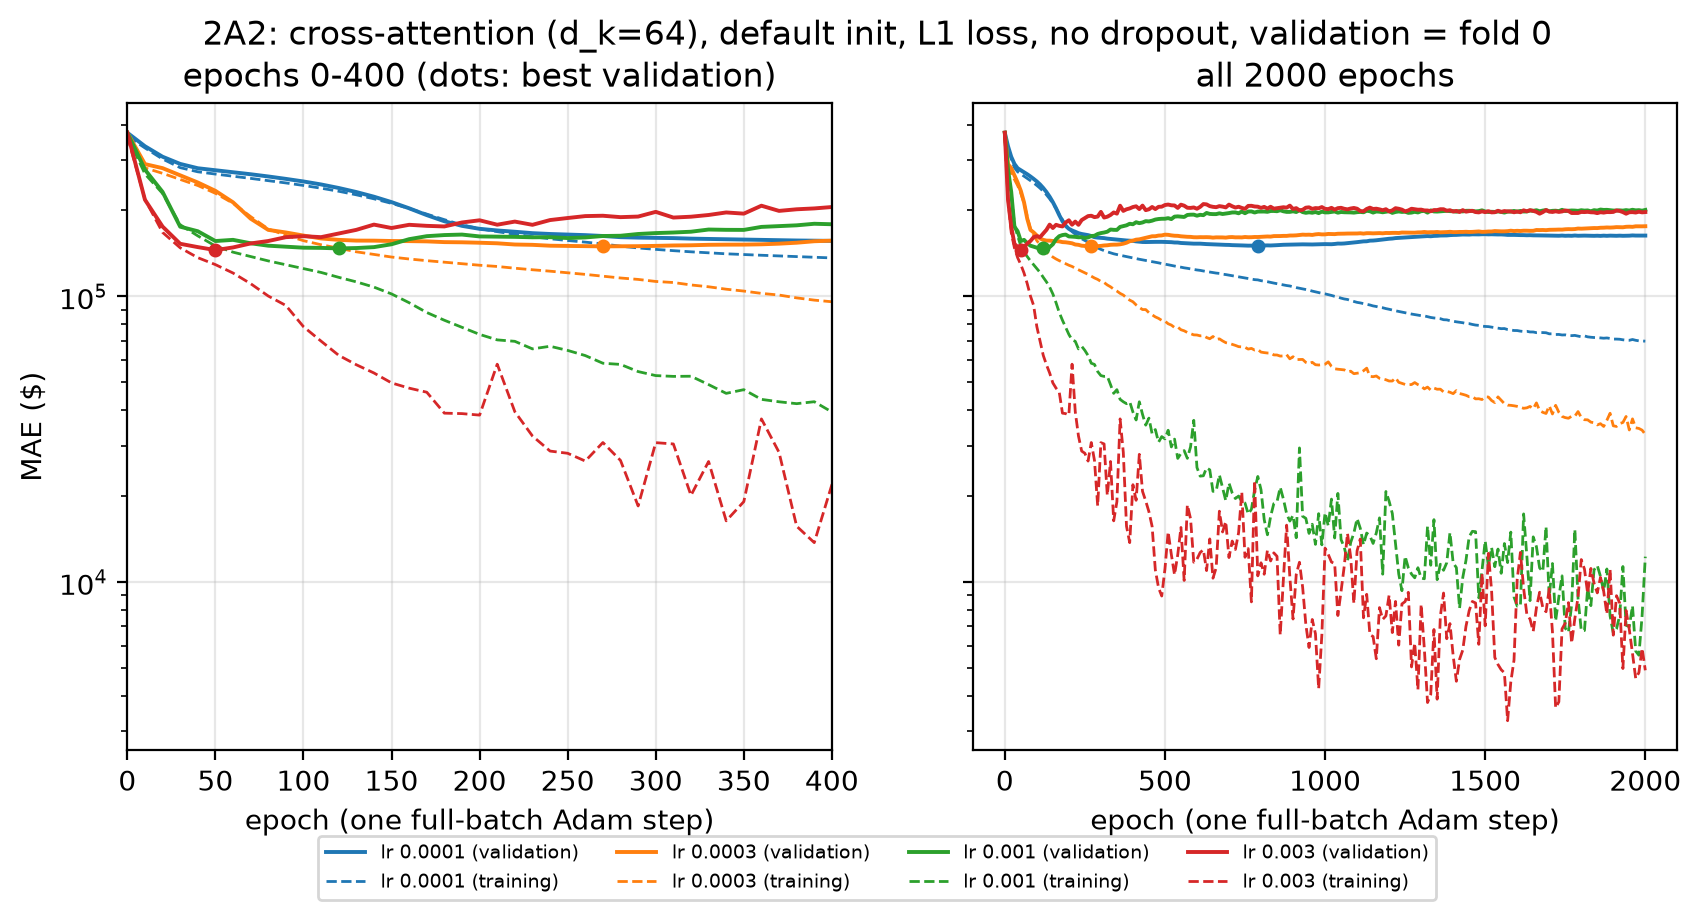 2A2: cross-attention (d_k=64), default init, L1 loss, no dropout, validation = fold 0
epochs 0-400 (dots: best validation)
all 2000 epochs
MAE ($)
10^5
10^4
0 50 100 150 200 250 300 350 400
0 500 1000 1500 2000
epoch (one full-batch Adam step)
epoch (one full-batch Adam step)
lr 0.0001 (validation) lr 0.0003 (validation) lr 0.001 (validation) lr 0.003 (validation)
lr 0.0001 (training) lr 0.0003 (training) lr 0.001 (training) lr 0.003 (training)